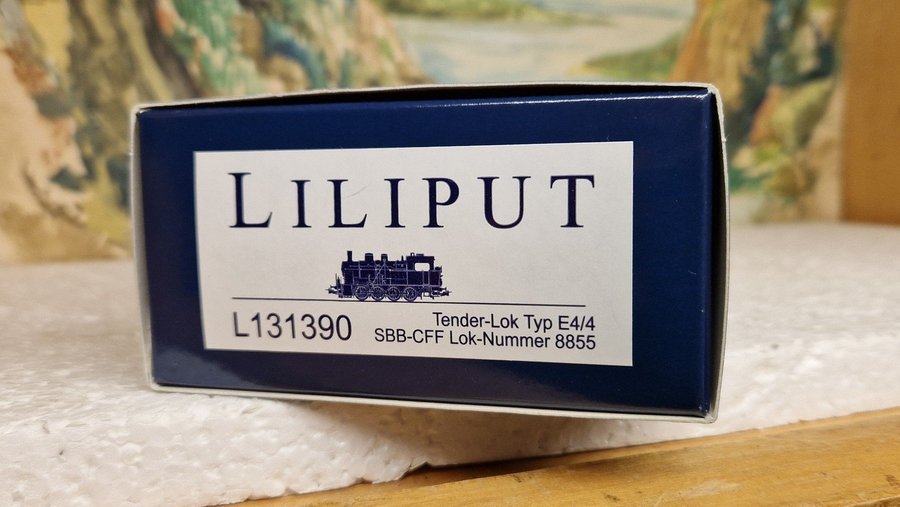 LILIPUT
L131390
Tender-Lok Typ E4/4
SBB-CFF Lok-Nummer 8855